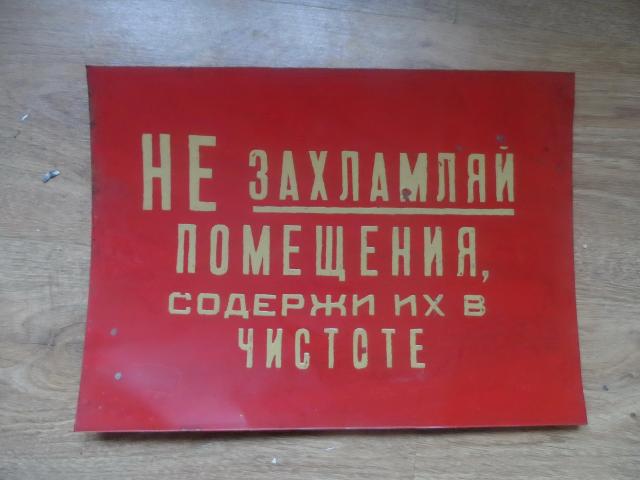 НЕ ЗАХЛАМЛЯЙ
ПОМЕЩЕНИЯ,
СОДЕРЖИ ИХ В
ЧИСТОТЕ